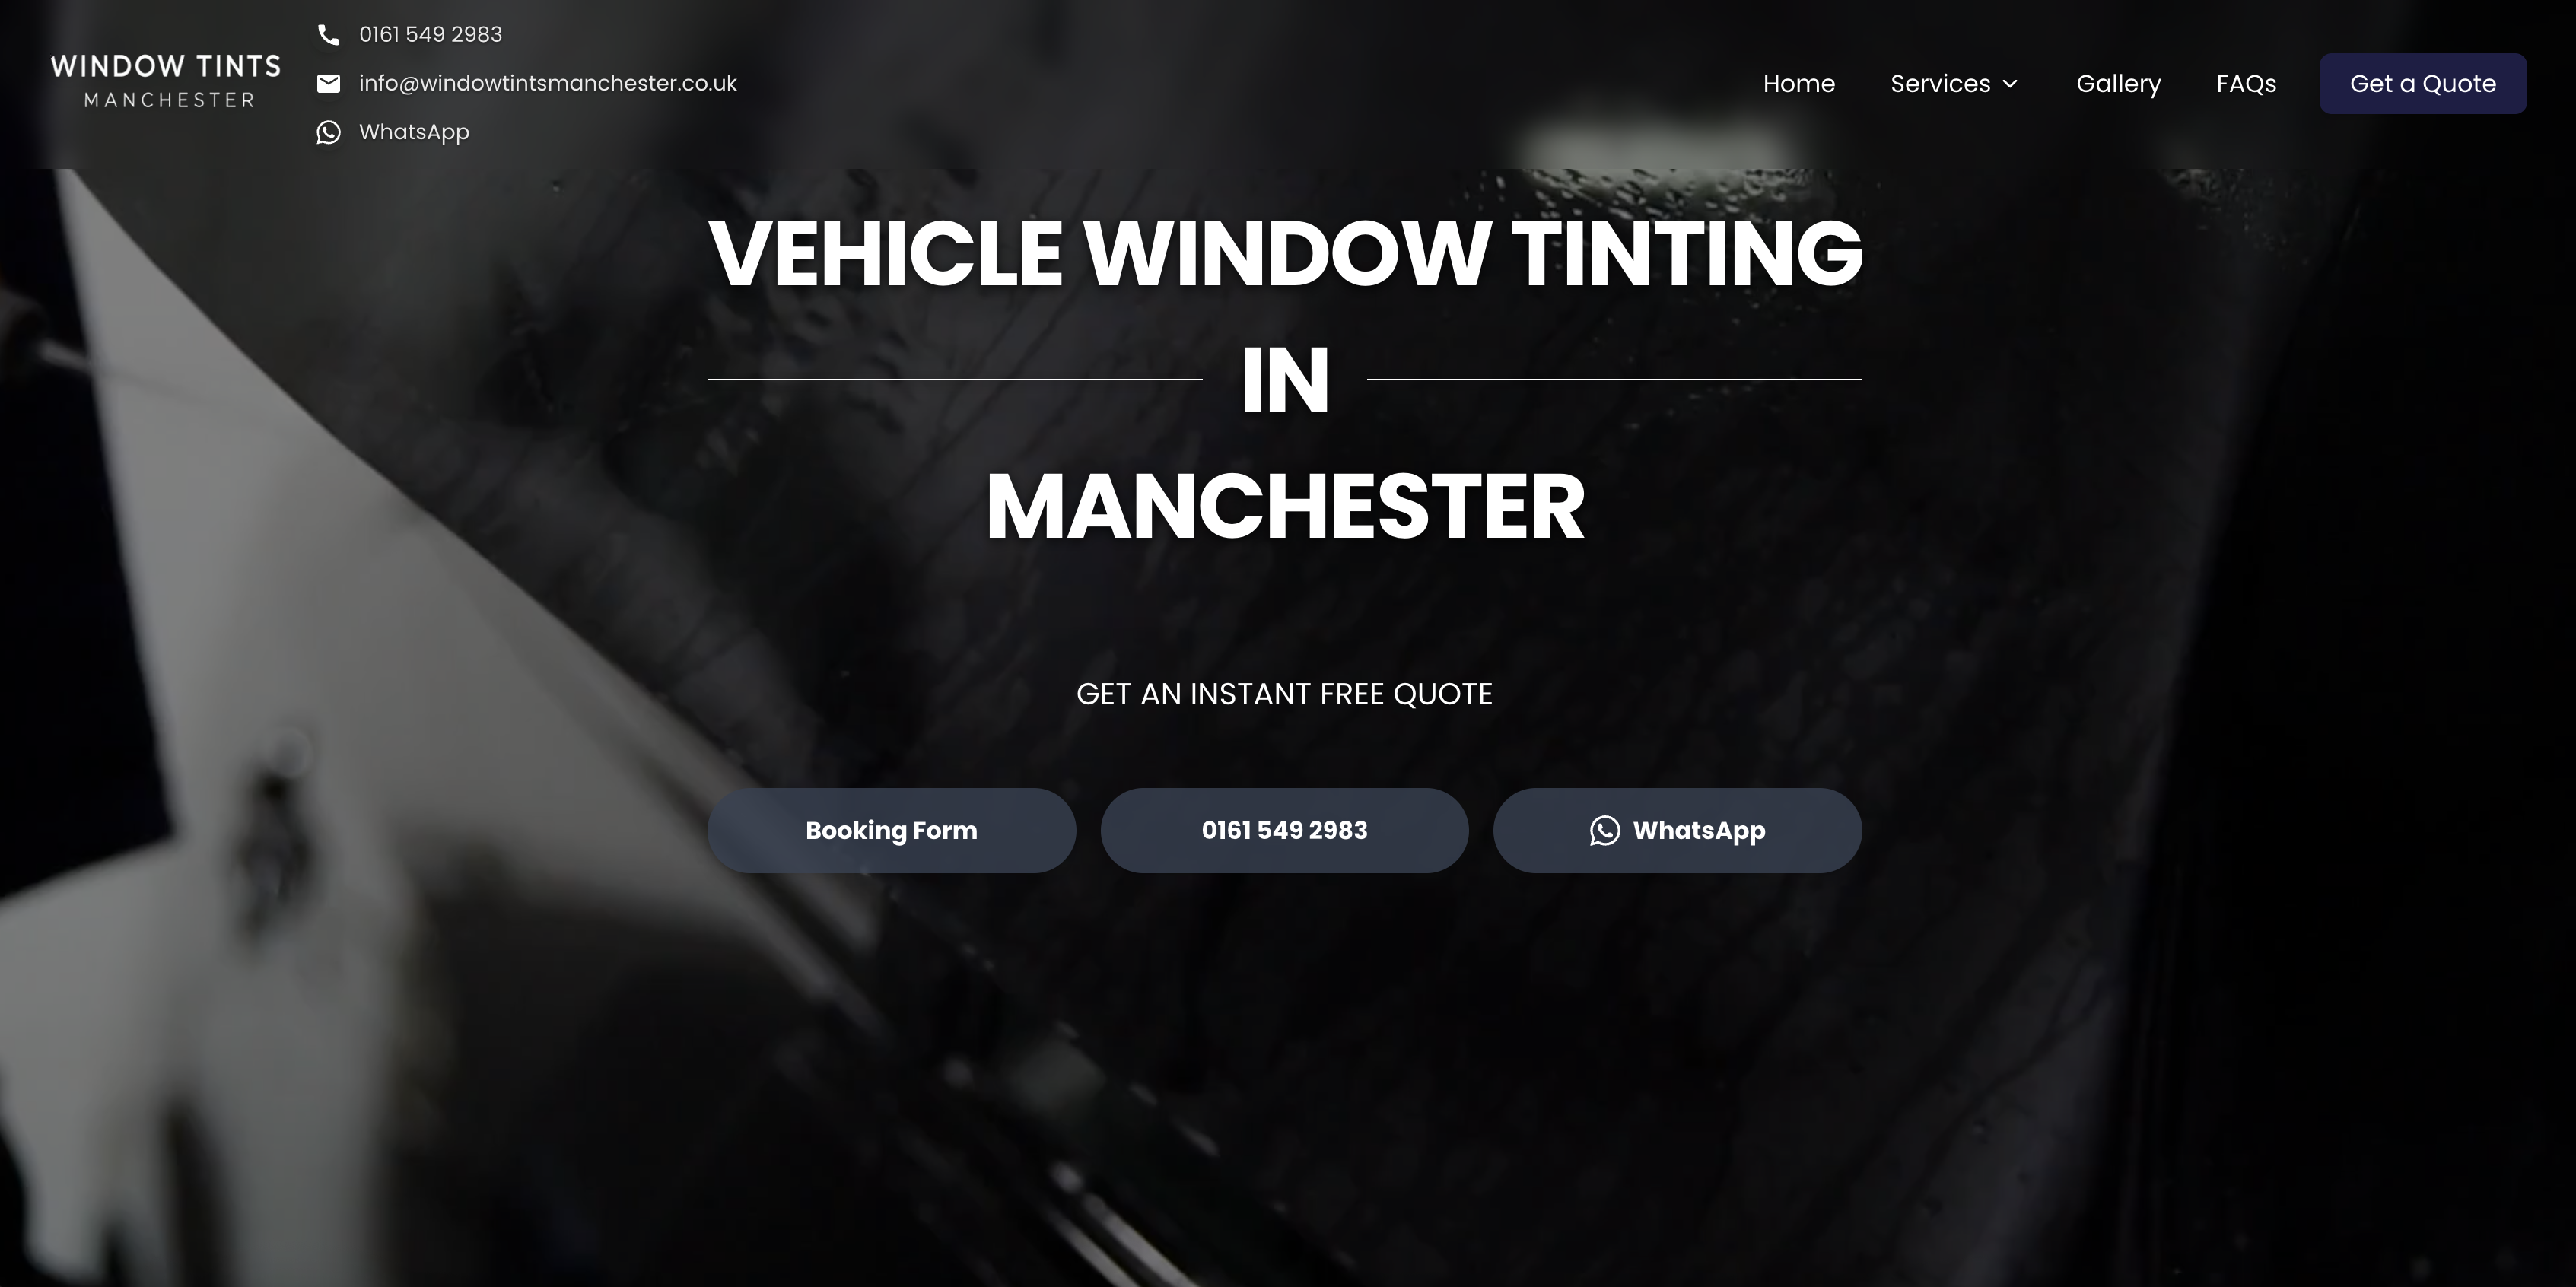 WINDOW TINTS
MANCHESTER
0161 549 2983
info@windowtintsmanchester.co.uk
WhatsApp
Home
Services
Gallery
FAQs
Get a Quote
VEHICLE WINDOW TINTING
IN
MANCHESTER
GET AN INSTANT FREE QUOTE
Booking Form
0161 549 2983
WhatsApp